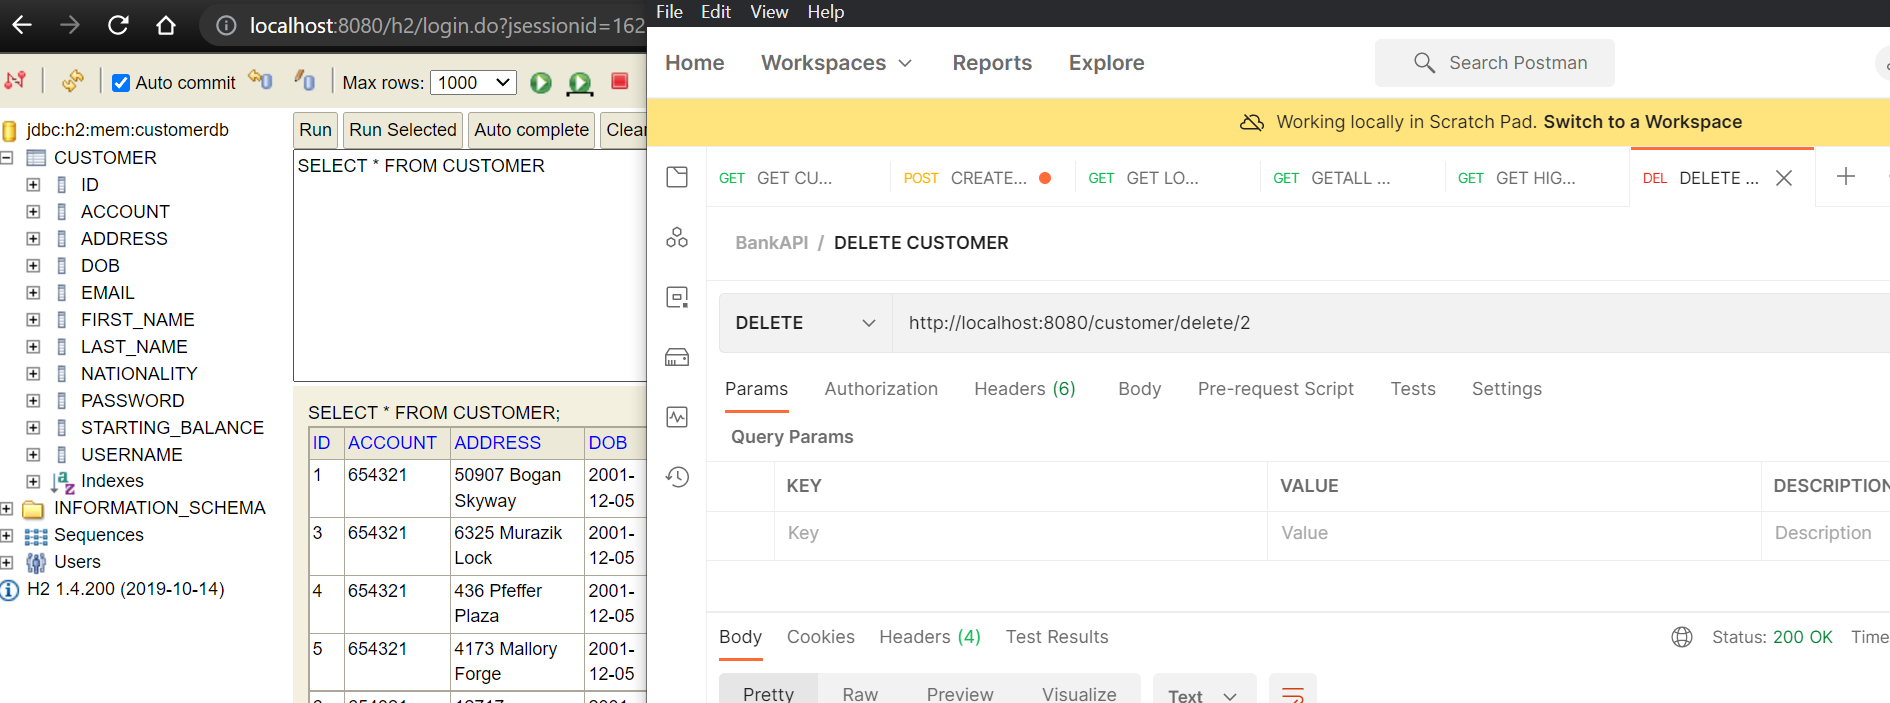 localhost:8080/h2/login.do?jsessionid=162
Auto commit
Max rows: 1000
jdbc:h2:mem:customerdb
CUSTOMER
ID
ACCOUNT
ADDRESS
DOB
EMAIL
FIRST_NAME
LAST_NAME
NATIONALITY
PASSWORD
STARTING_BALANCE
USERNAME
Indexes
INFORMATION_SCHEMA
Sequences
Users
H2 1.4.200 (2019-10-14)
Run Run Selected Auto complete Clear
SELECT * FROM CUSTOMER
SELECT * FROM CUSTOMER;
ID ACCOUNT ADDRESS DOB
1 654321 50907 Bogan Skyway 2001-12-05
3 654321 6325 Murazik Lock 2001-12-05
4 654321 436 Pfeffer Plaza 2001-12-05
5 654321 4173 Mallory Forge 2001-12-05
File Edit View Help
Home Workspaces Reports Explore Search Postman
Working locally in Scratch Pad. Switch to a Workspace
GET GET CU... POST CREATE... GET GET LO... GET GETALL ... GET GET HIG... DEL DELETE ...
BankAPI / DELETE CUSTOMER
DELETE http://localhost:8080/customer/delete/2
Params Authorization Headers (6) Body Pre-request Script Tests Settings
Query Params
KEY VALUE DESCRIPTION
Key Value Description
Body Cookies Headers (4) Test Results Status: 200 OK Time
Pretty Raw Preview Visualize Text